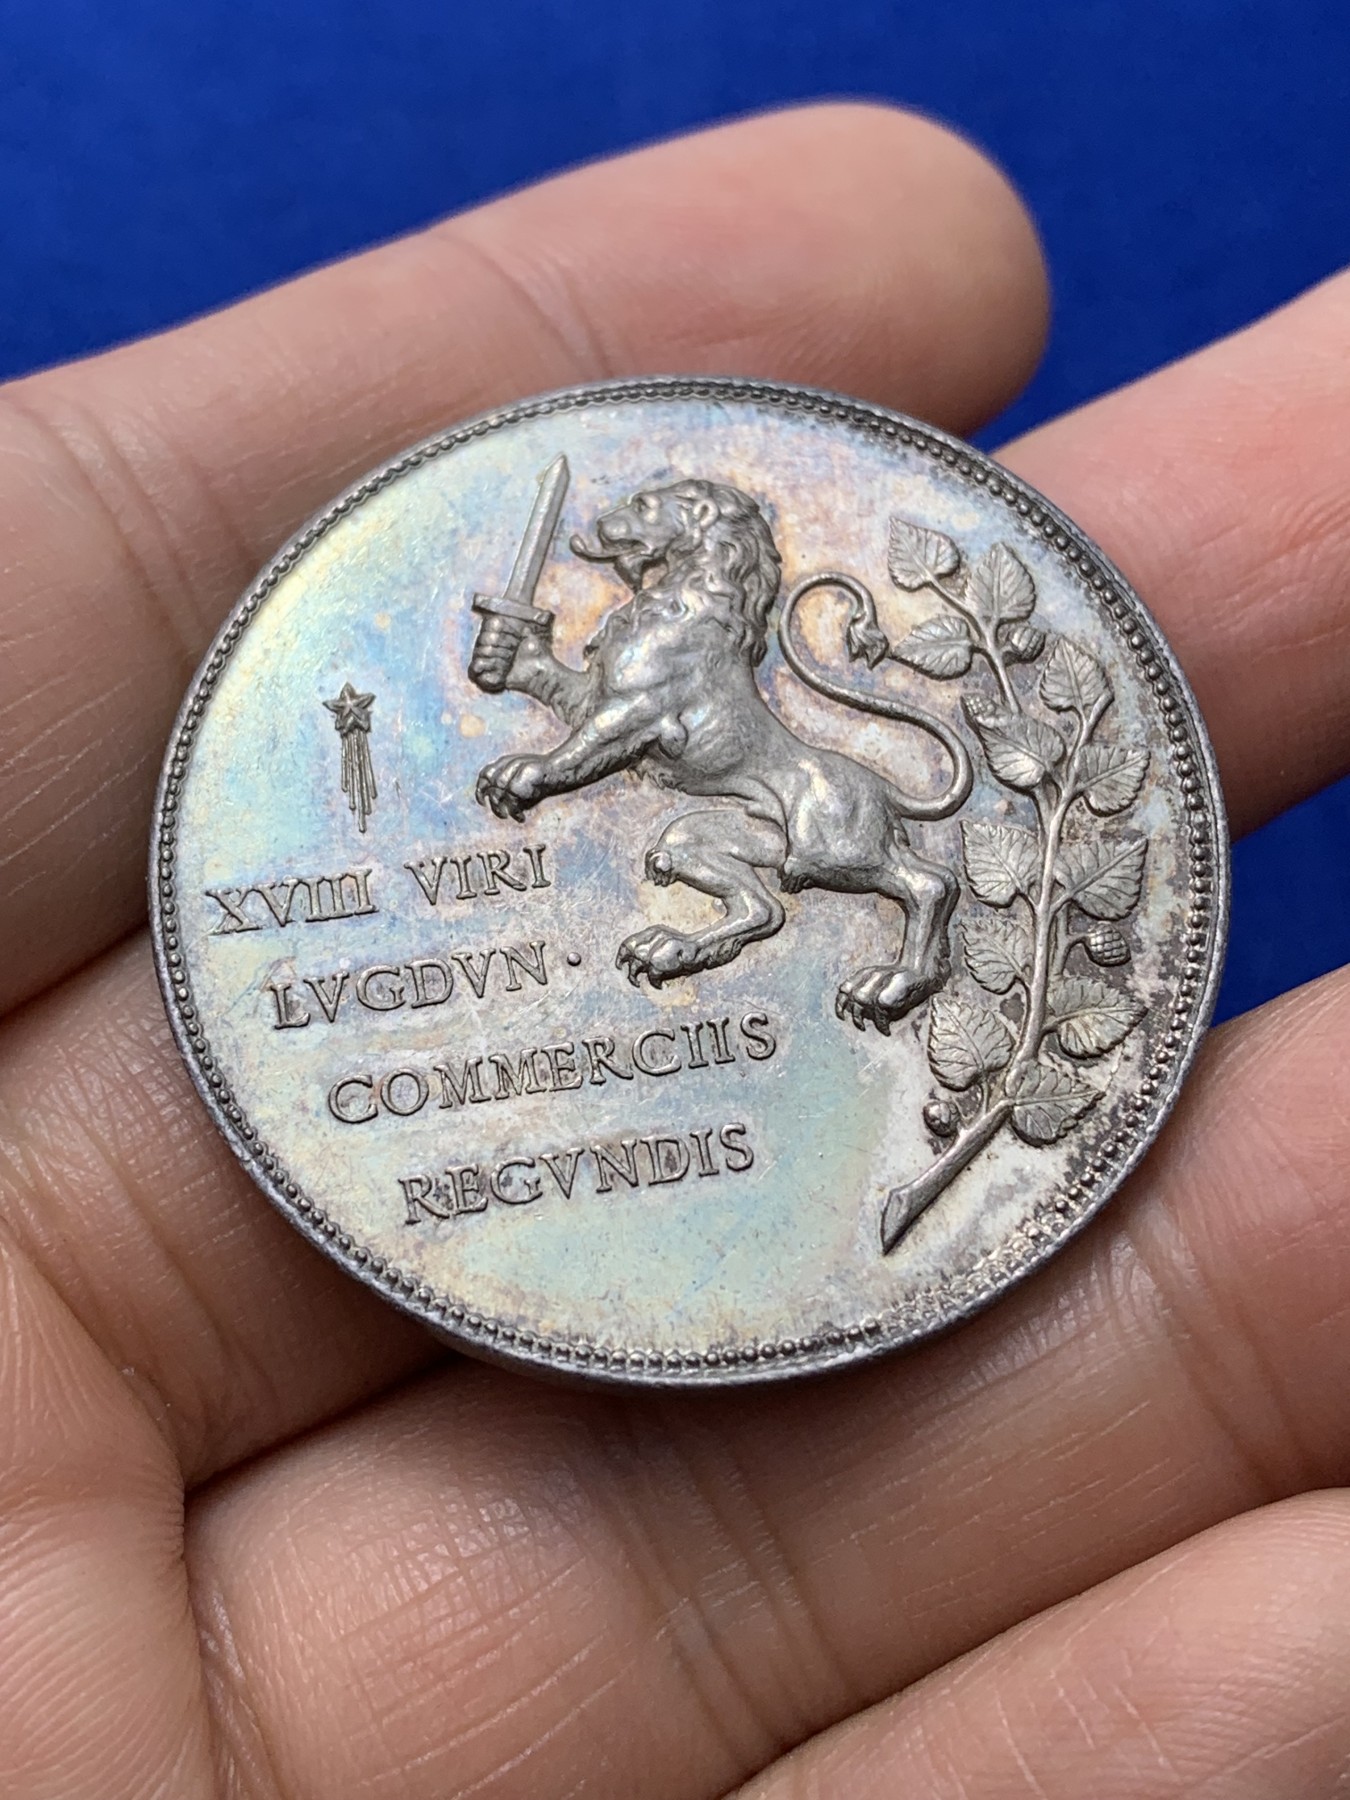 XVIII VIRI
LVGDVN ·
COMMERCIIS
REGVNDIS